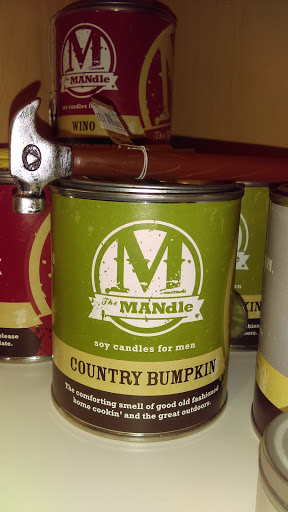 M
The MANdle
soy candles for men
WINO
M
The MANdle
soy candles for men
COUNTRY BUMPKIN
The comforting smell of good old fashioned
home cookin' and the great outdoors.